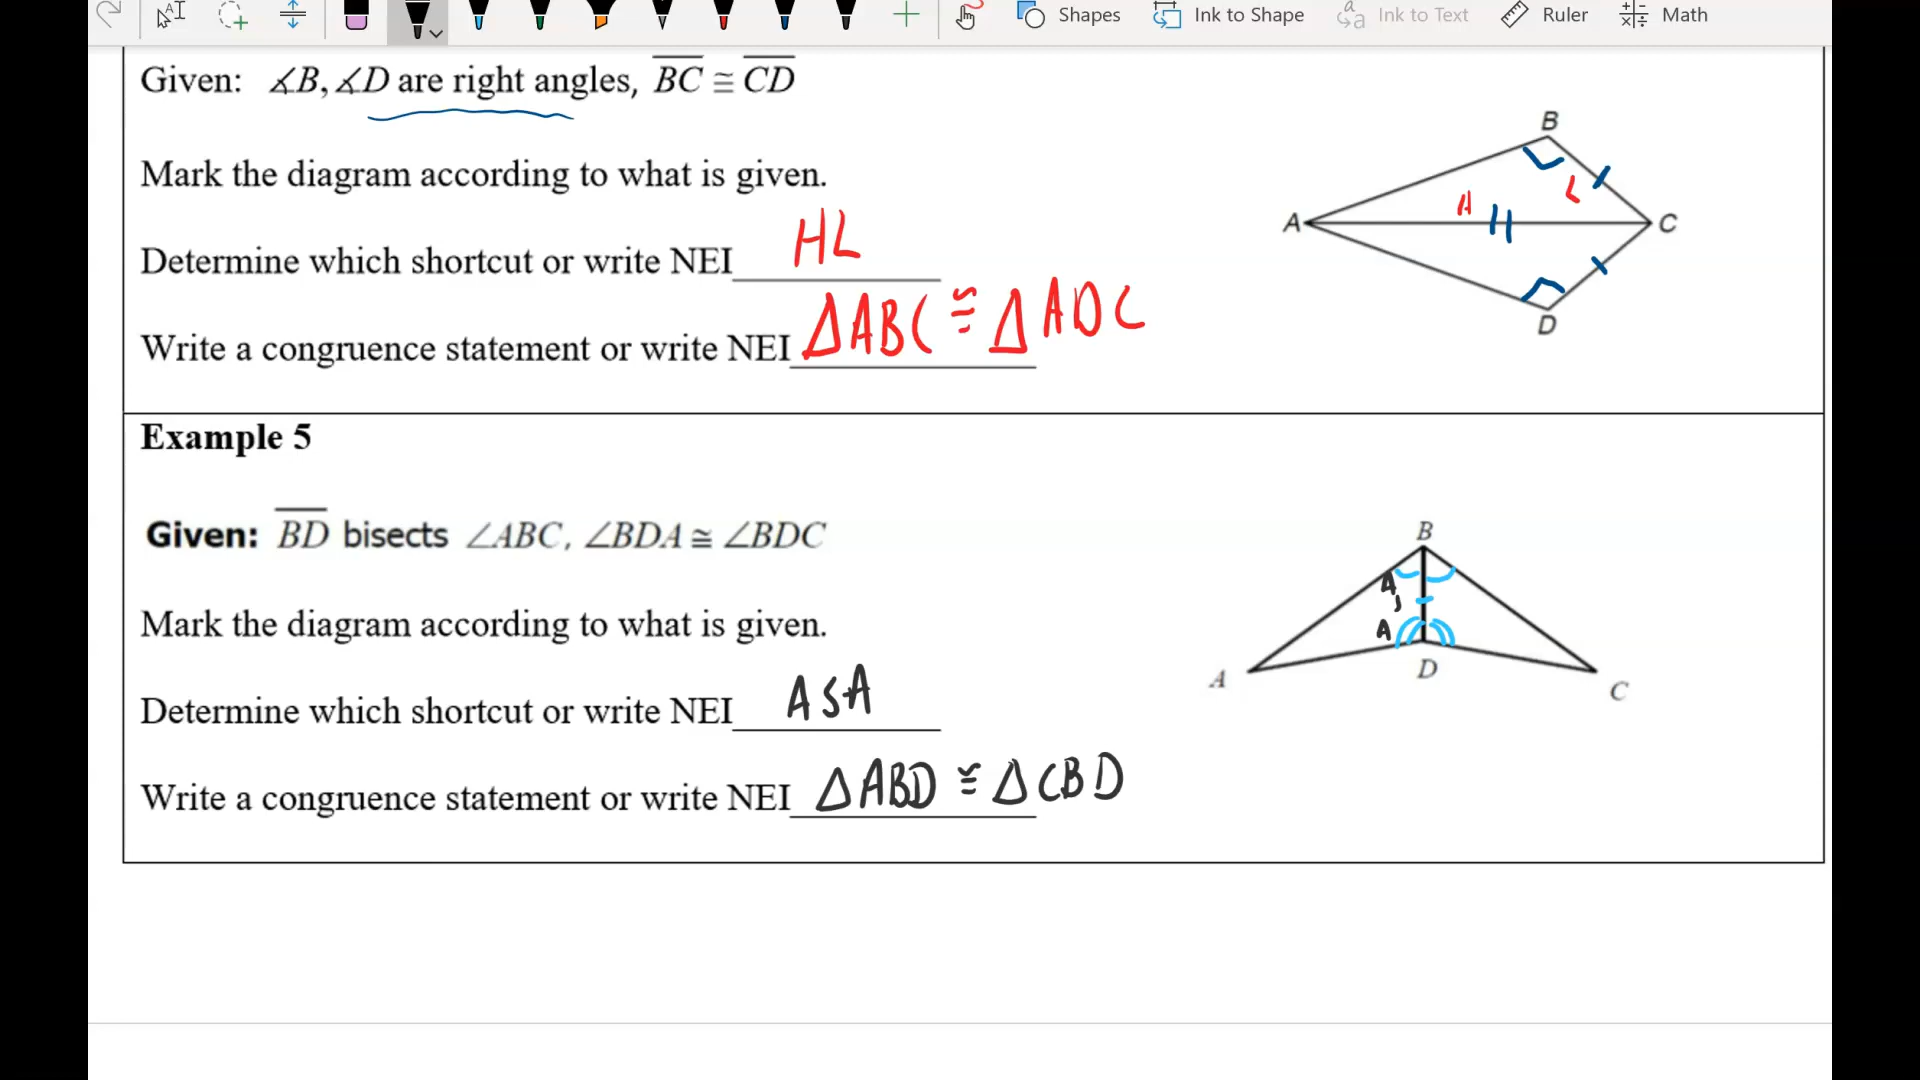 Shapes Ink to Shape Ink to Text Ruler Math
Given: ∡B, ∡D are right angles, BC ≅ CD
Mark the diagram according to what is given.
Determine which shortcut or write NEI HL
Write a congruence statement or write NEI ΔABC ≅ ΔADC
B
L
H
A
C
D
Example 5
Given: BD bisects ∠ABC, ∠BDA ≅ ∠BDC
Mark the diagram according to what is given.
Determine which shortcut or write NEI ASA
Write a congruence statement or write NEI ΔABD ≅ ΔCBD
B
A
S
A
A
D
C